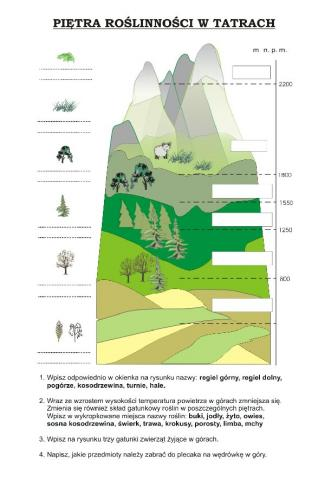 PIĘTRA ROŚLINNOŚCI W TATRACH
m n. p. m.
2200
1800
1550
1250
800
1. Wpisz odpowiednio w okienka na rysunku nazwy: regiel górny, regiel dolny,
pogórze, kosodrzewina, turnie, hale.
2. Wraz ze wzrostem wysokości temperatura powietrza w górach zmniejsza się.
Zmienia się również skład gatunkowy roślin w poszczególnych piętrach.
Wpisz w wykropkowane miejsca nazwy roślin: buki, jodły, żyto, owies,
sosna kosodrzewina, świerk, trawa, krokusy, porosty, limba, mchy
3. Wpisz na rysunku trzy gatunki zwierząt żyjące w górach.
4. Napisz, jakie przedmioty należy zabrać do plecaka na wędrówkę w góry.